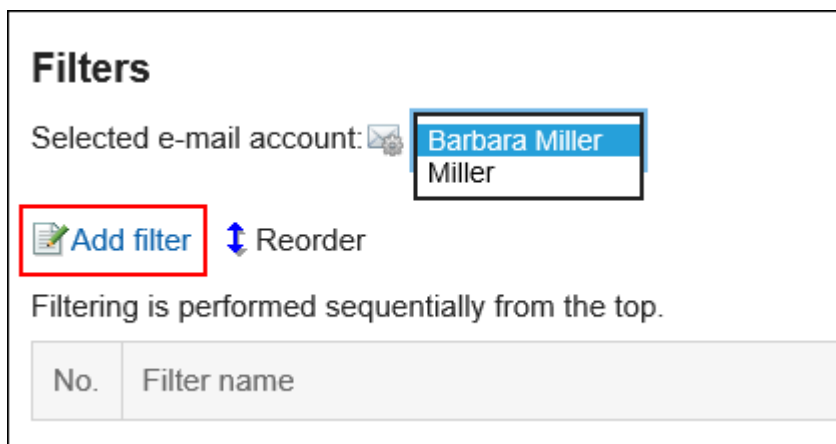 Filters
Selected e-mail account: Barbara Miller
Miller
Add filter Reorder
Filtering is performed sequentially from the top.
No. Filter name